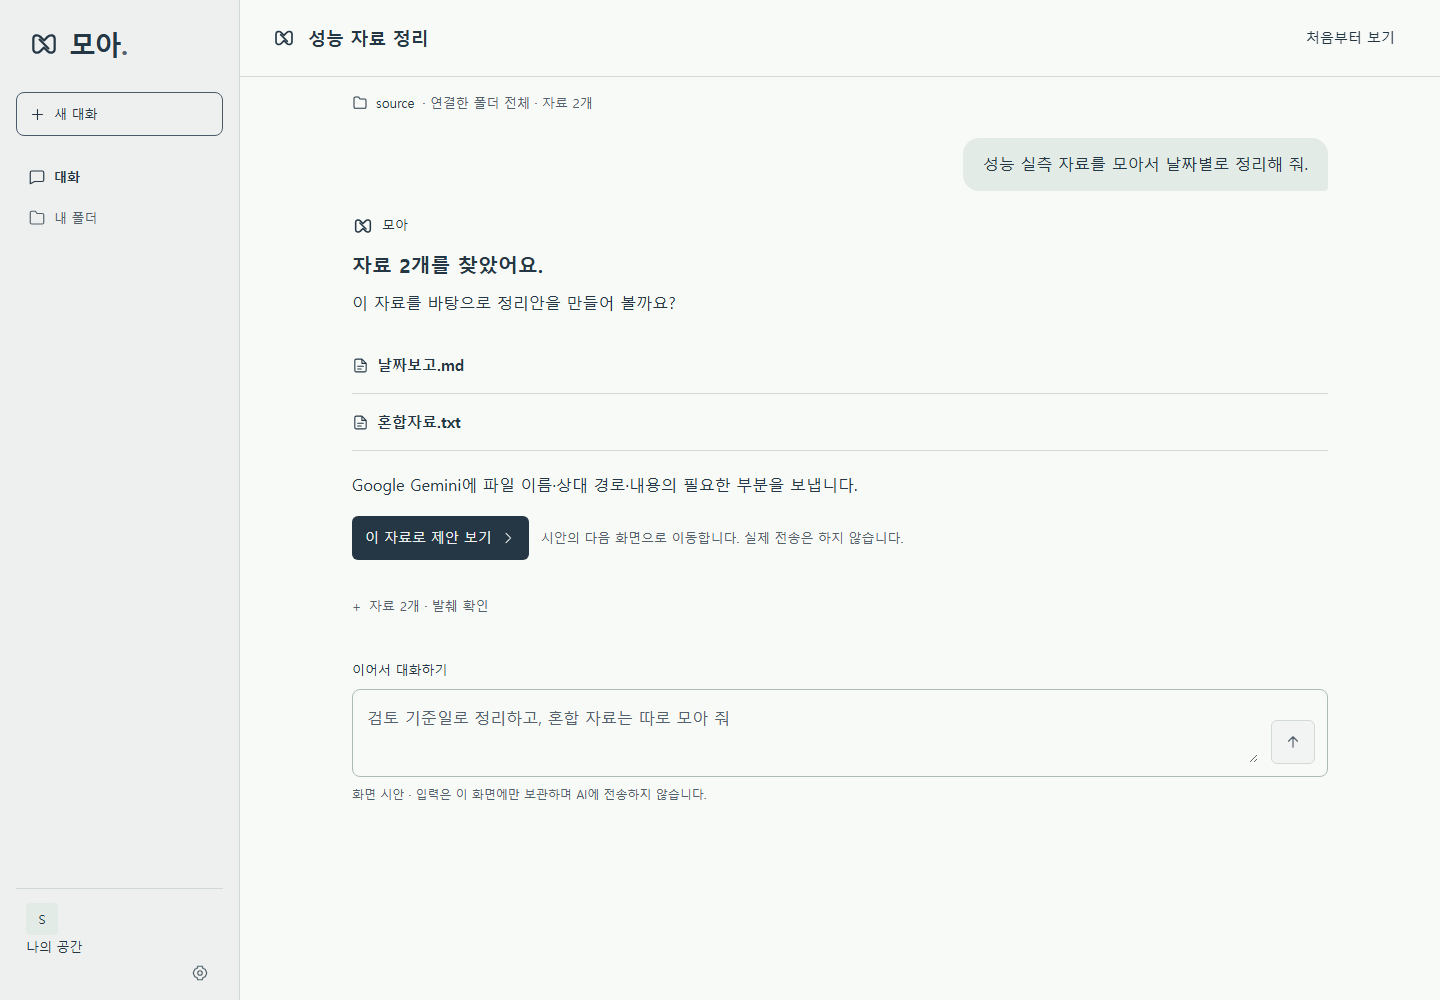 모아.
새 대화
대화
내 폴더
S
나의 공간
성능 자료 정리
처음부터 보기
source · 연결한 폴더 전체 · 자료 2개
성능 실측 자료를 모아서 날짜별로 정리해 줘.
모아
자료 2개를 찾았어요.
이 자료를 바탕으로 정리안을 만들어 볼까요?
날짜보고.md
혼합자료.txt
Google Gemini에 파일 이름·상대 경로·내용의 필요한 부분을 보냅니다.
이 자료로 제안 보기
시안의 다음 화면으로 이동합니다. 실제 전송은 하지 않습니다.
+ 자료 2개 · 발췌 확인
이어서 대화하기
검토 기준일로 정리하고, 혼합 자료는 따로 모아 줘
화면 시안 · 입력은 이 화면에만 보관하며 AI에 전송하지 않습니다.